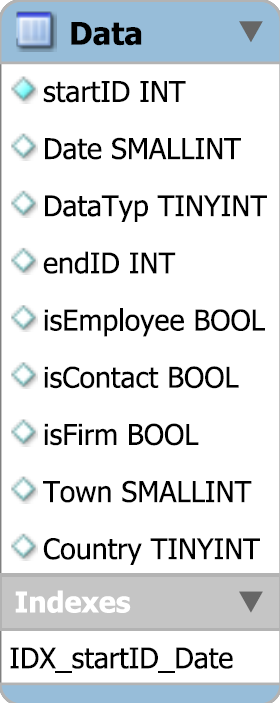 Data
startID INT
Date SMALLINT
DataTyp TINYINT
endID INT
isEmployee BOOL
isContact BOOL
isFirm BOOL
Town SMALLINT
Country TINYINT
Indexes
IDX_startID_Date